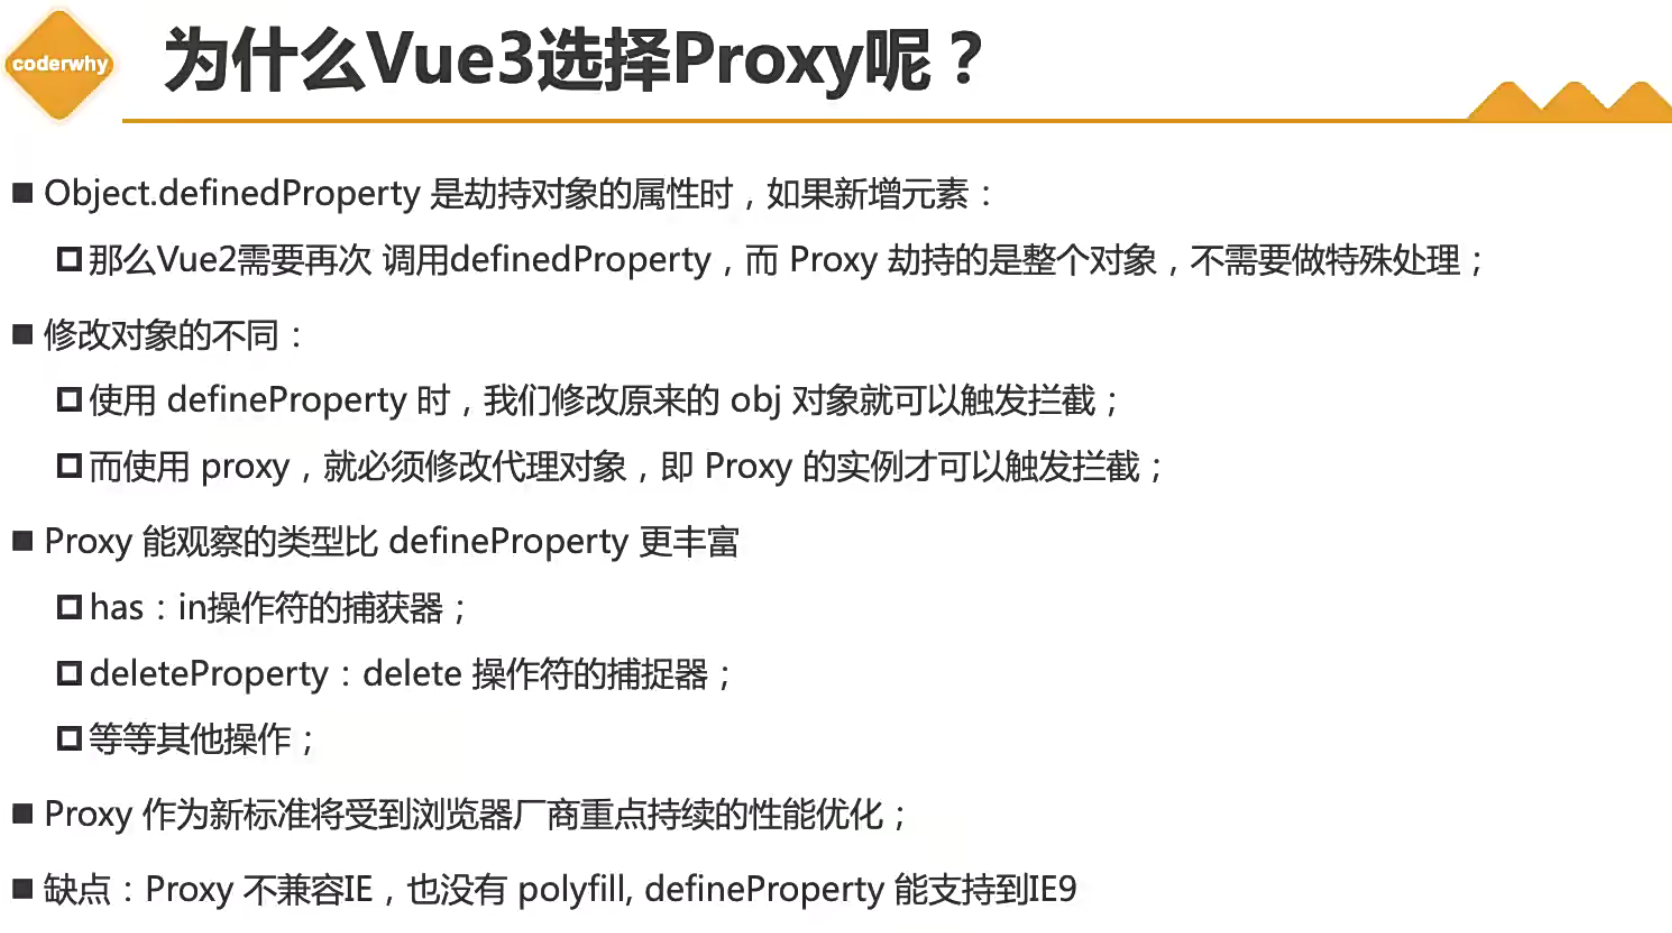 coderwhy
为什么Vue3选择Proxy呢？
Object.definedProperty 是劫持对象的属性时，如果新增元素：
那么Vue2需要再次 调用definedProperty，而 Proxy 劫持的是整个对象，不需要做特殊处理；
修改对象的不同：
使用 defineProperty 时，我们修改原来的 obj 对象就可以触发拦截；
而使用 proxy，就必须修改代理对象，即 Proxy 的实例才可以触发拦截；
Proxy 能观察的类型比 defineProperty 更丰富
has：in操作符的捕获器；
deleteProperty：delete 操作符的捕捉器；
等等其他操作；
Proxy 作为新标准将受到浏览器厂商重点持续的性能优化；
缺点：Proxy 不兼容IE，也没有 polyfill, defineProperty 能支持到IE9